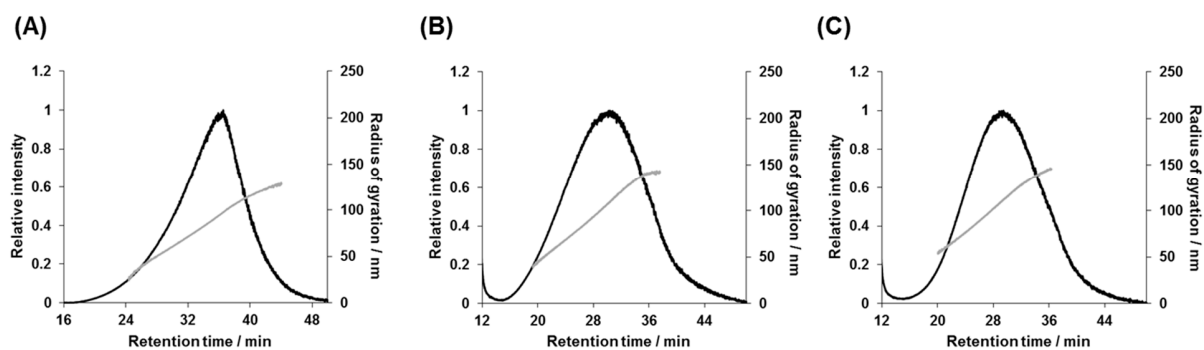 (A)
1.2
1
0.8
0.6
0.4
0.2
0
Relative intensity
250
200
150
100
50
0
Radius of gyration / nm
16 24 32 40 48
Retention time / min
(B)
1.2
1
0.8
0.6
0.4
0.2
0
Relative intensity
250
200
150
100
50
0
Radius of gyration / nm
12 20 28 36 44
Retention time / min
(C)
1.2
1
0.8
0.6
0.4
0.2
0
Relative intensity
250
200
150
100
50
0
Radius of gyration / nm
12 20 28 36 44
Retention time / min